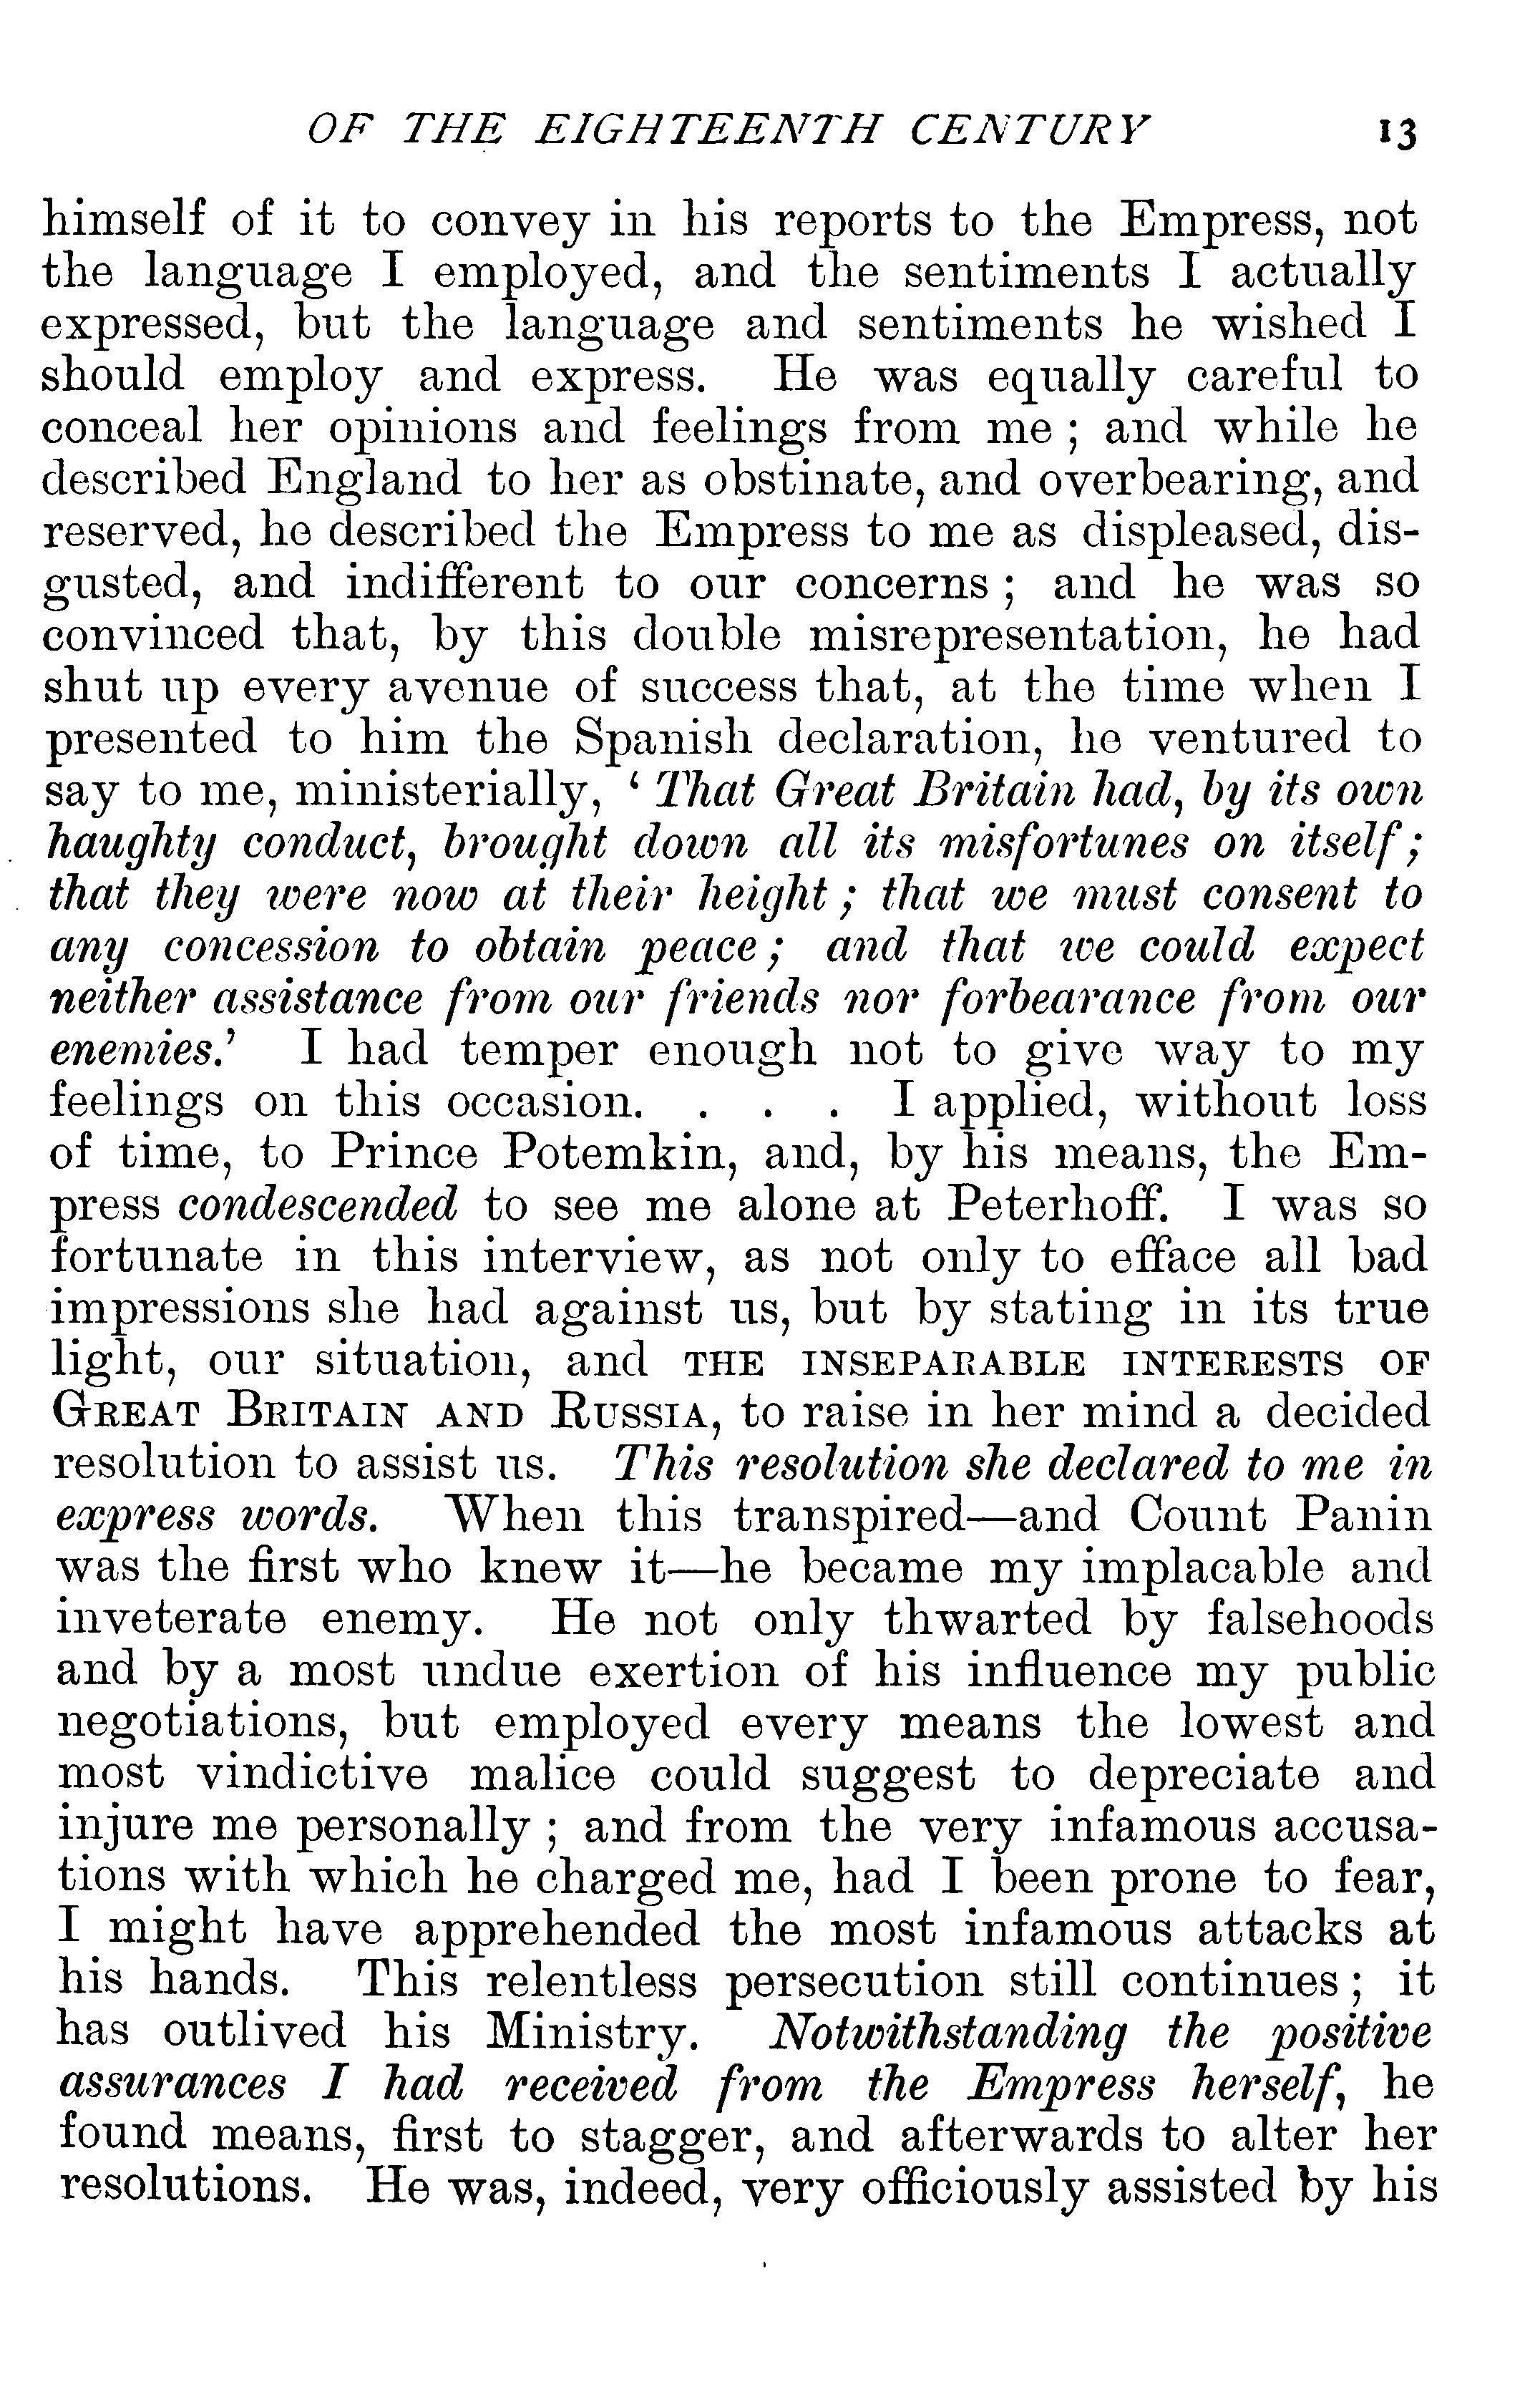 OF THE EIGHTEENTH CENTURY 13
himself of it to convey in his reports to the Empress, not
the language I employed, and the sentiments I actually
expressed, but the language and sentiments he wished I
should employ and express. He was equally careful to
conceal her opinions and feelings from me ; and while he
described England to her as obstinate, and overbearing, and
reserved, he described the Empress to me as displeased, dis-
gusted, and indifferent to our concerns ; and he was so
convinced that, by this double misrepresentation, he had
shut up every avenue of success that, at the time when I
presented to him the Spanish declaration, he ventured to
say to me, ministerially, ‘ That Great Britain had, by its own
haughty conduct, brought down all its misfortunes on itself ;
that they were now at their height ; that we must consent to
any concession to obtain peace ; and that we could expect
neither assistance from our friends nor forbearance from our
enemies.’ I had temper enough not to give way to my
feelings on this occasion. . . . I applied, without loss
of time, to Prince Potemkin, and, by his means, the Em-
press condescended to see me alone at Peterhoff. I was so
fortunate in this interview, as not only to efface all bad
impressions she had against us, but by stating in its true
light, our situation, and THE INSEPARABLE INTERESTS OF
GREAT BRITAIN AND RUSSIA, to raise in her mind a decided
resolution to assist us. This resolution she declared to me in
express words. When this transpired—and Count Panin
was the first who knew it—he became my implacable and
inveterate enemy. He not only thwarted by falsehoods
and by a most undue exertion of his influence my public
negotiations, but employed every means the lowest and
most vindictive malice could suggest to depreciate and
injure me personally ; and from the very infamous accusa-
tions with which he charged me, had I been prone to fear,
I might have apprehended the most infamous attacks at
his hands. This relentless persecution still continues ; it
has outlived his Ministry. Notwithstanding the positive
assurances I had received from the Empress herself, he
found means, first to stagger, and afterwards to alter her
resolutions. He was, indeed, very officiously assisted by his